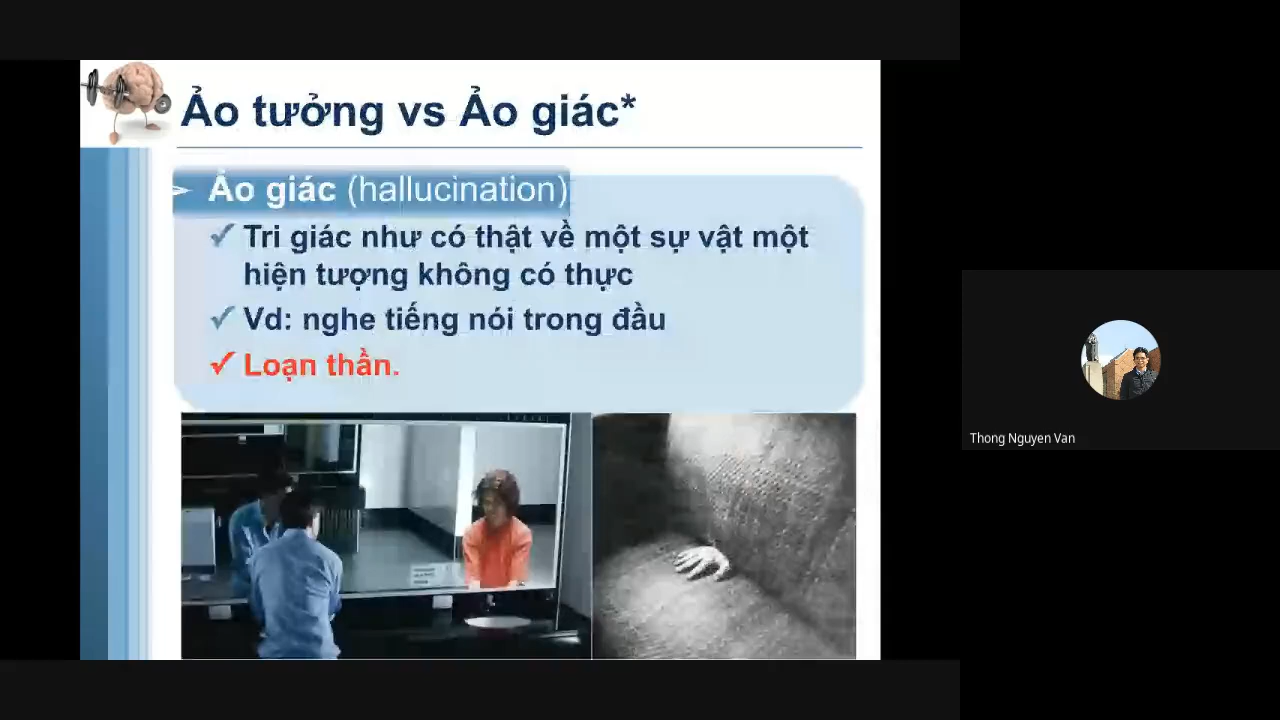 Ảo tưởng vs Ảo giác*
➢ Ảo giác (hallucination)
✓ Tri giác như có thật về một sự vật một
hiện tượng không có thực
✓ Vd: nghe tiếng nói trong đầu
✓ Loạn thần.
Thong Nguyen Van